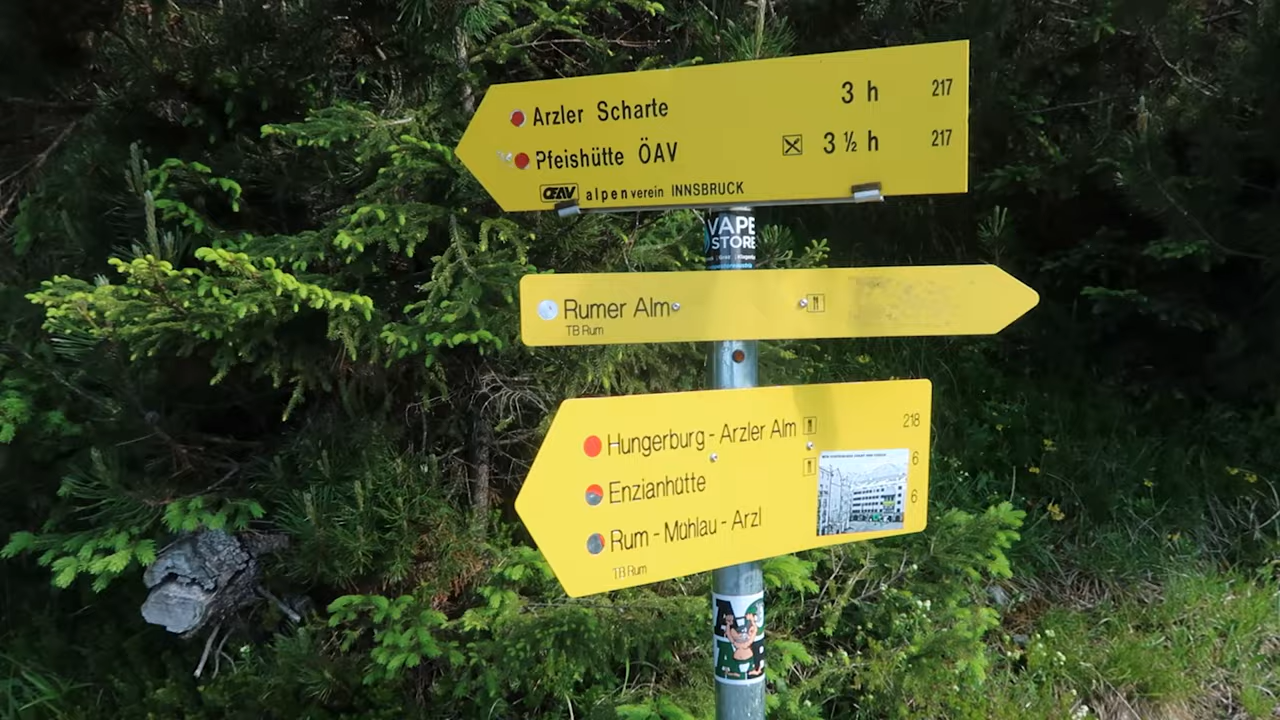 Arzler Scharte 3 h 217
Pfeishütte ÖAV 3 ½ h 217
OEAV alpenverein INNSBRUCK
VAPE
STORE
Rumer Alm
TB Rum
Hungerburg - Arzler Alm 218
Enzianhütte 6
Rum - Mühlau - Arzl 6
TB Rum